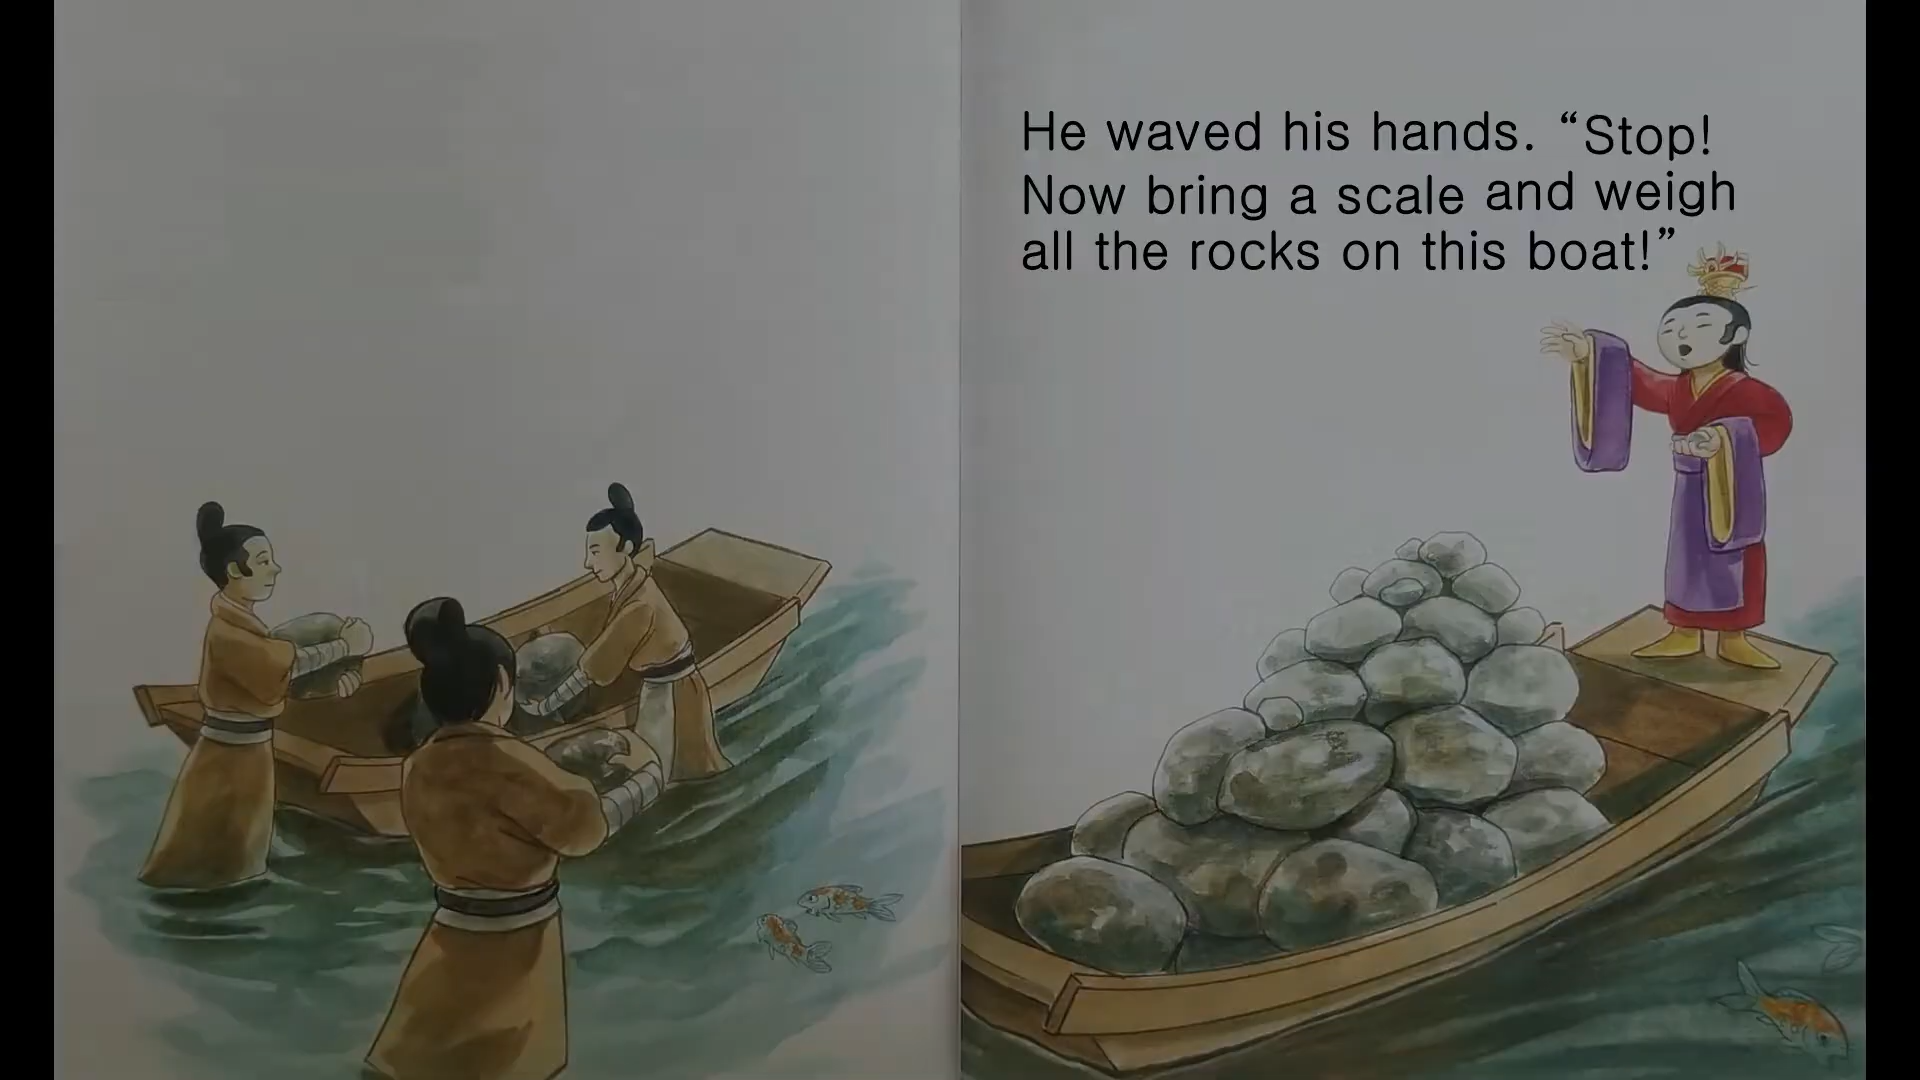 He waved his hands. “Stop!
Now bring a scale and weigh
all the rocks on this boat!”